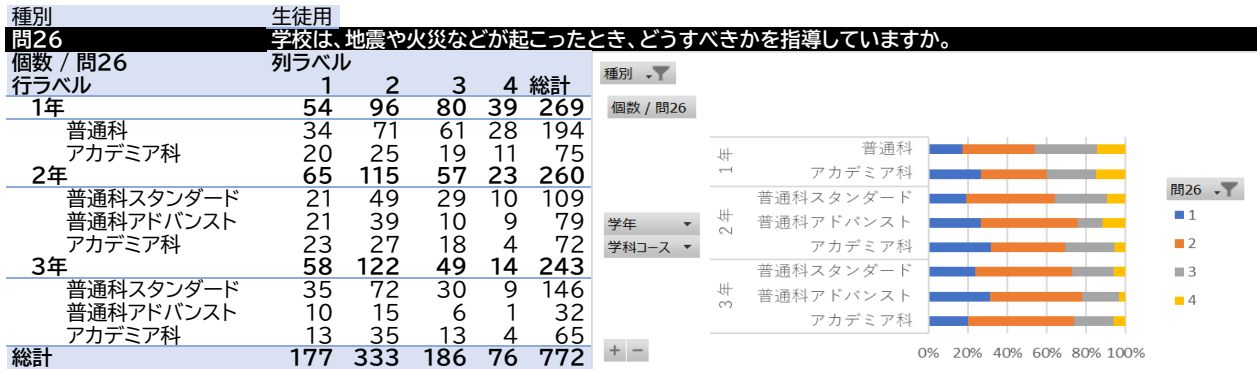 種別 生徒用
問26 学校は、地震や火災などが起こったとき、どうすべきかを指導していますか。
個数 / 問26 列ラベル
行ラベル 1 2 3 4 総計
1年 54 96 80 39 269
普通科 34 71 61 28 194
アカデミア科 20 25 19 11 75
2年 65 115 57 23 260
普通科スタンダード 21 49 29 10 109
普通科アドバンスト 21 39 10 9 79
アカデミア科 23 27 18 4 72
3年 58 122 49 14 243
普通科スタンダード 35 72 30 9 146
普通科アドバンスト 10 15 6 1 32
アカデミア科 13 35 13 4 65
総計 177 333 186 76 772
種別
個数 / 問26
学年
学科コース
1年
普通科
アカデミア科
2年
普通科スタンダード
普通科アドバンスト
アカデミア科
3年
普通科スタンダード
普通科アドバンスト
アカデミア科
0% 20% 40% 60% 80% 100%
問26
1
2
3
4
+ −